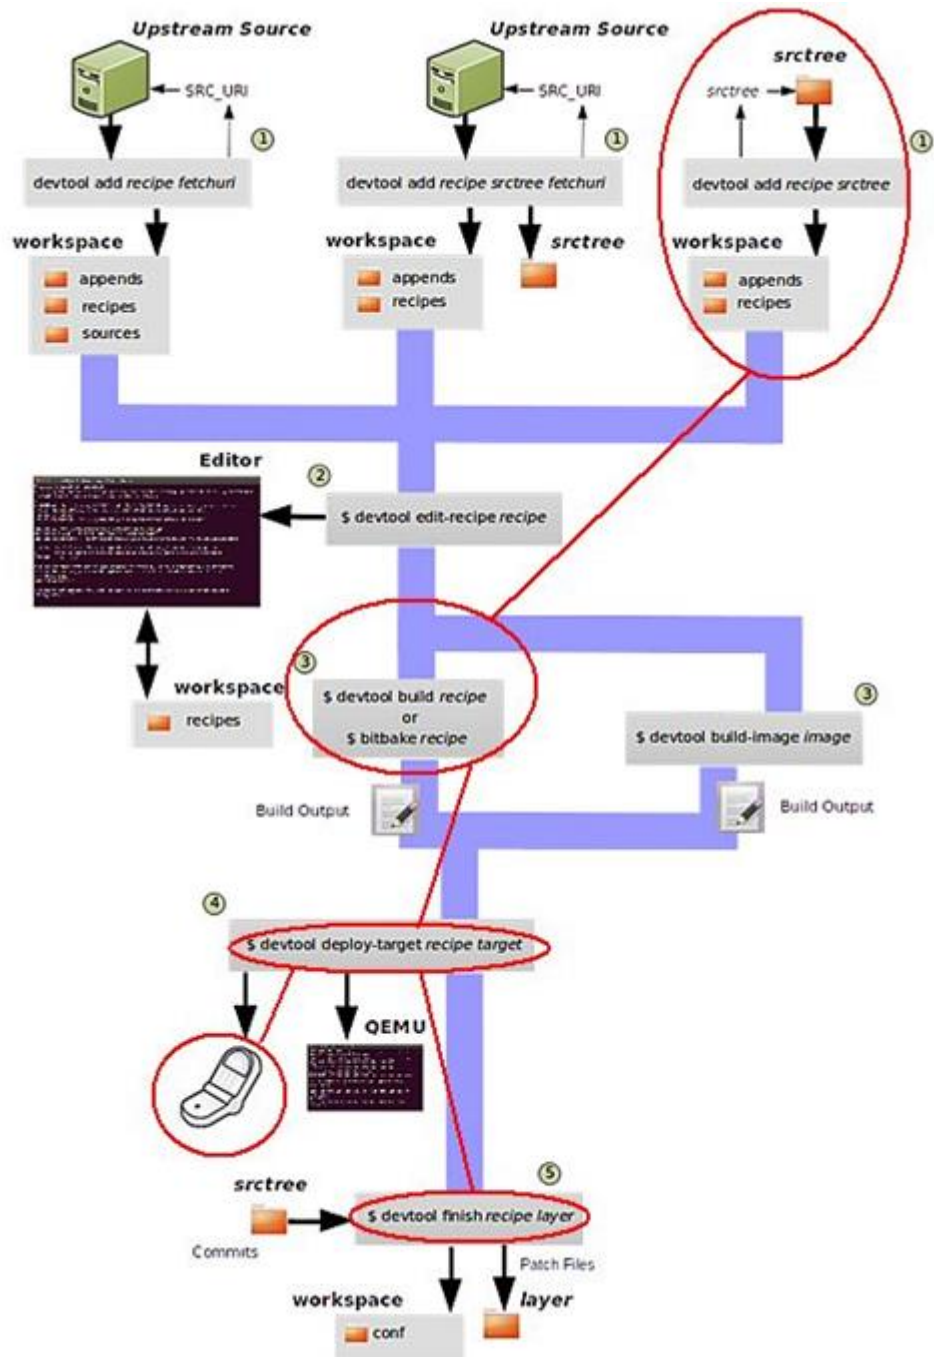 Upstream Source
Upstream Source
srctree
SRC_URI
SRC_URI
srctree
1
1
1
devtool add recipe fetchuri
devtool add recipe srctree fetchuri
devtool add recipe srctree
workspace
workspace
srctree
workspace
appends
recipes
sources
appends
recipes
appends
recipes
Editor
2
$ devtool edit-recipe recipe
3
workspace
recipes
$ devtool build recipe
or
$ bitbake recipe
3
$ devtool build-image image
Build Output
Build Output
4
$ devtool deploy-target recipe target
QEMU
5
srctree
$ devtool finish recipe layer
Commits
Patch Files
workspace
layer
conf